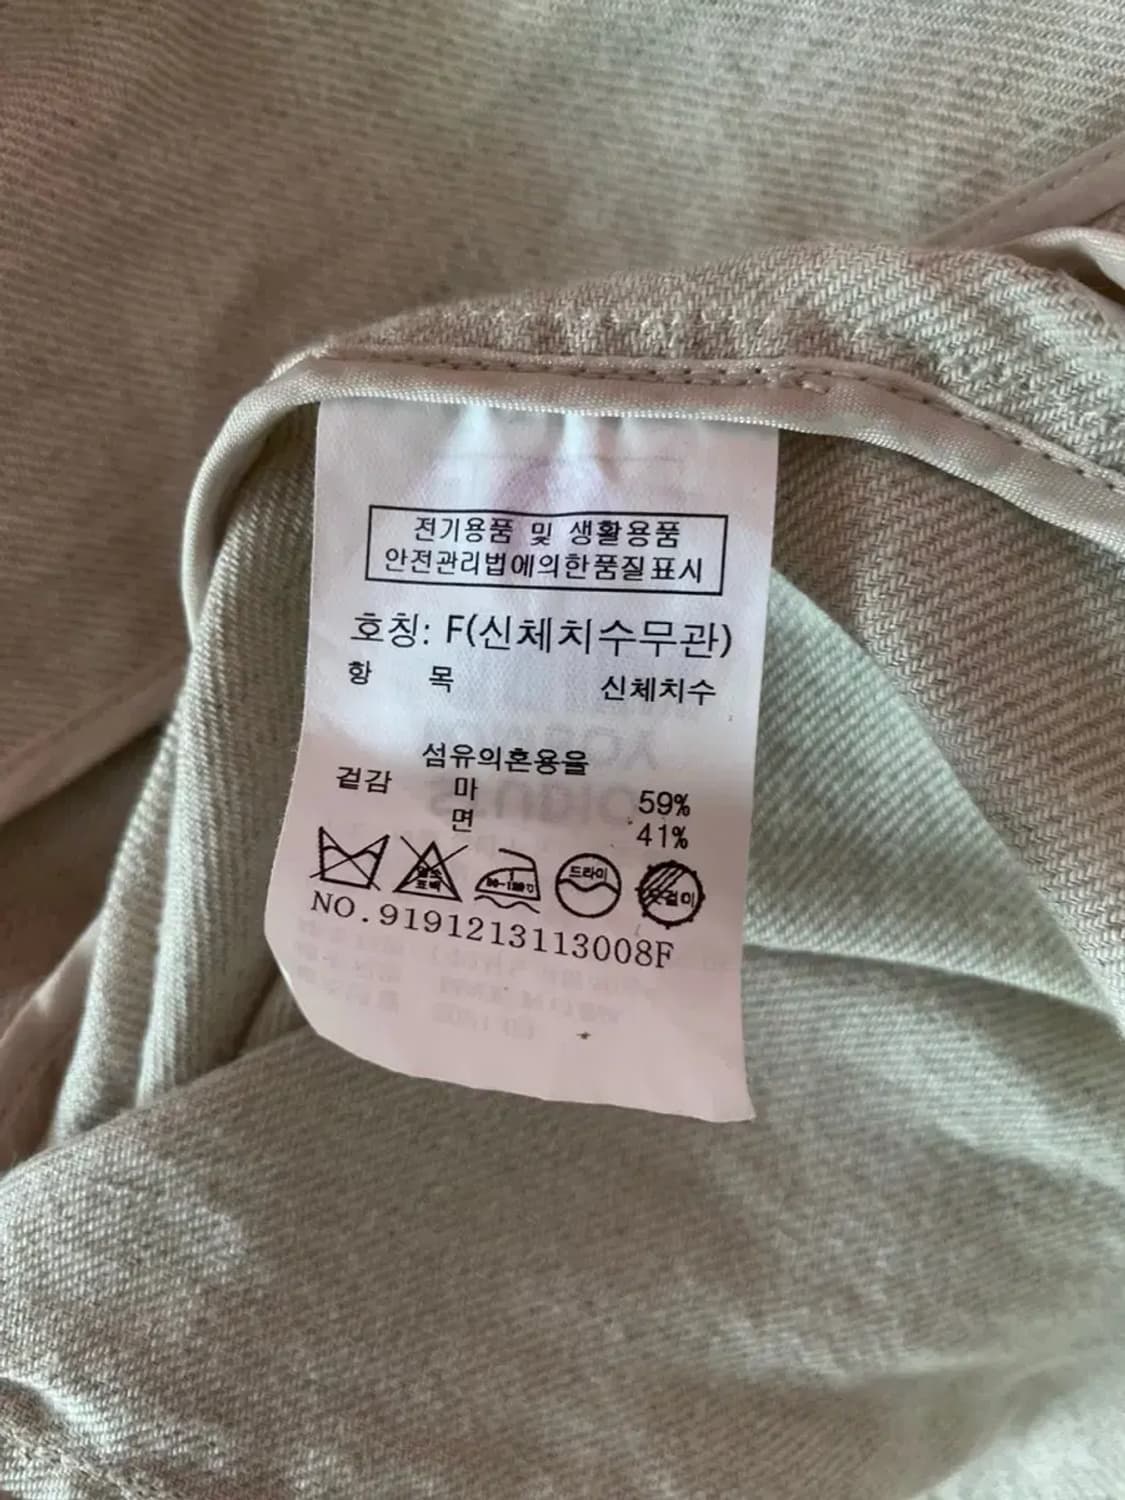 전기용품 및 생활용품
안전관리법에의한품질표시
호칭: F(신체치수무관)
항 목 신체치수
섬유의혼용율
겉감 마 59%
면 41%
드라이
NO.9191213113008F